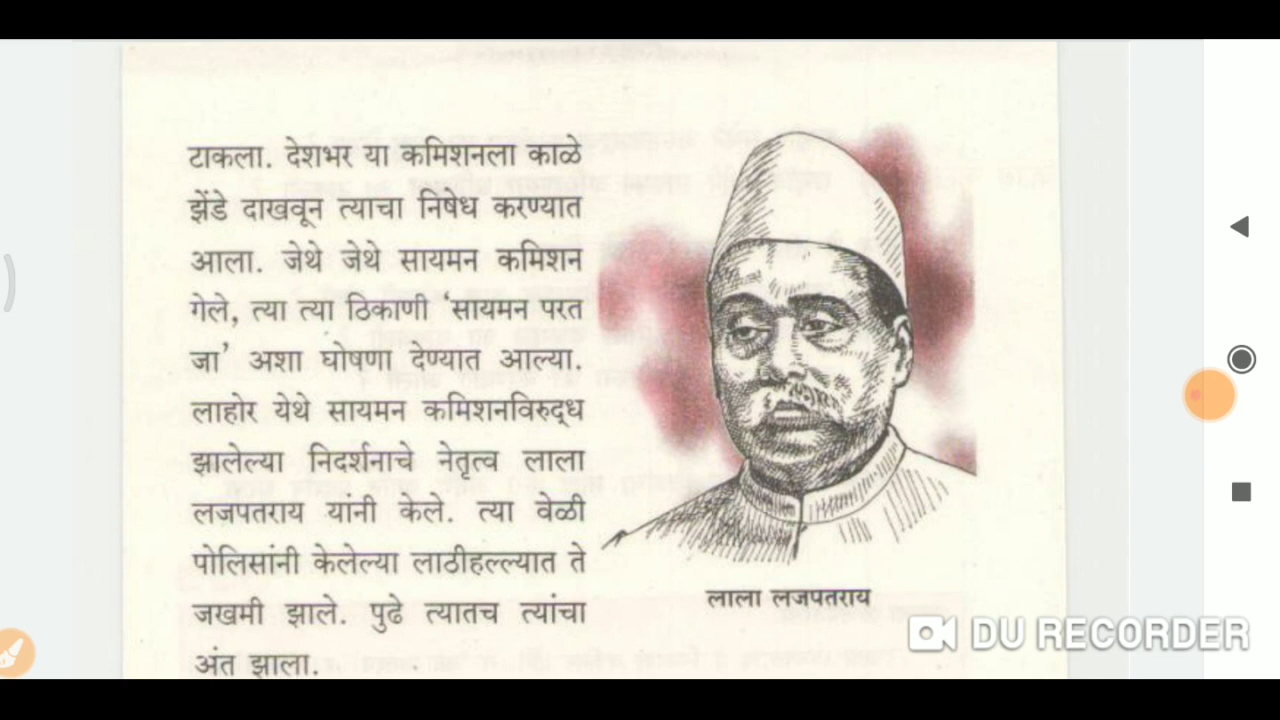 टाकला. देशभर या कमिशनला काळे
झेंडे दाखवून त्याचा निषेध करण्यात
आला. जेथे जेथे सायमन कमिशन
गेले, त्या त्या ठिकाणी ‘सायमन परत
जा’ अशा घोषणा देण्यात आल्या.
लाहोर येथे सायमन कमिशनविरुद्ध
झालेल्या निदर्शनाचे नेतृत्व लाला
लजपतराय यांनी केले. त्या वेळी
पोलिसांनी केलेल्या लाठीहल्ल्यात ते
जखमी झाले. पुढे त्यातच त्यांचा
अंत झाला.
लाला लजपतराय
DU RECORDER